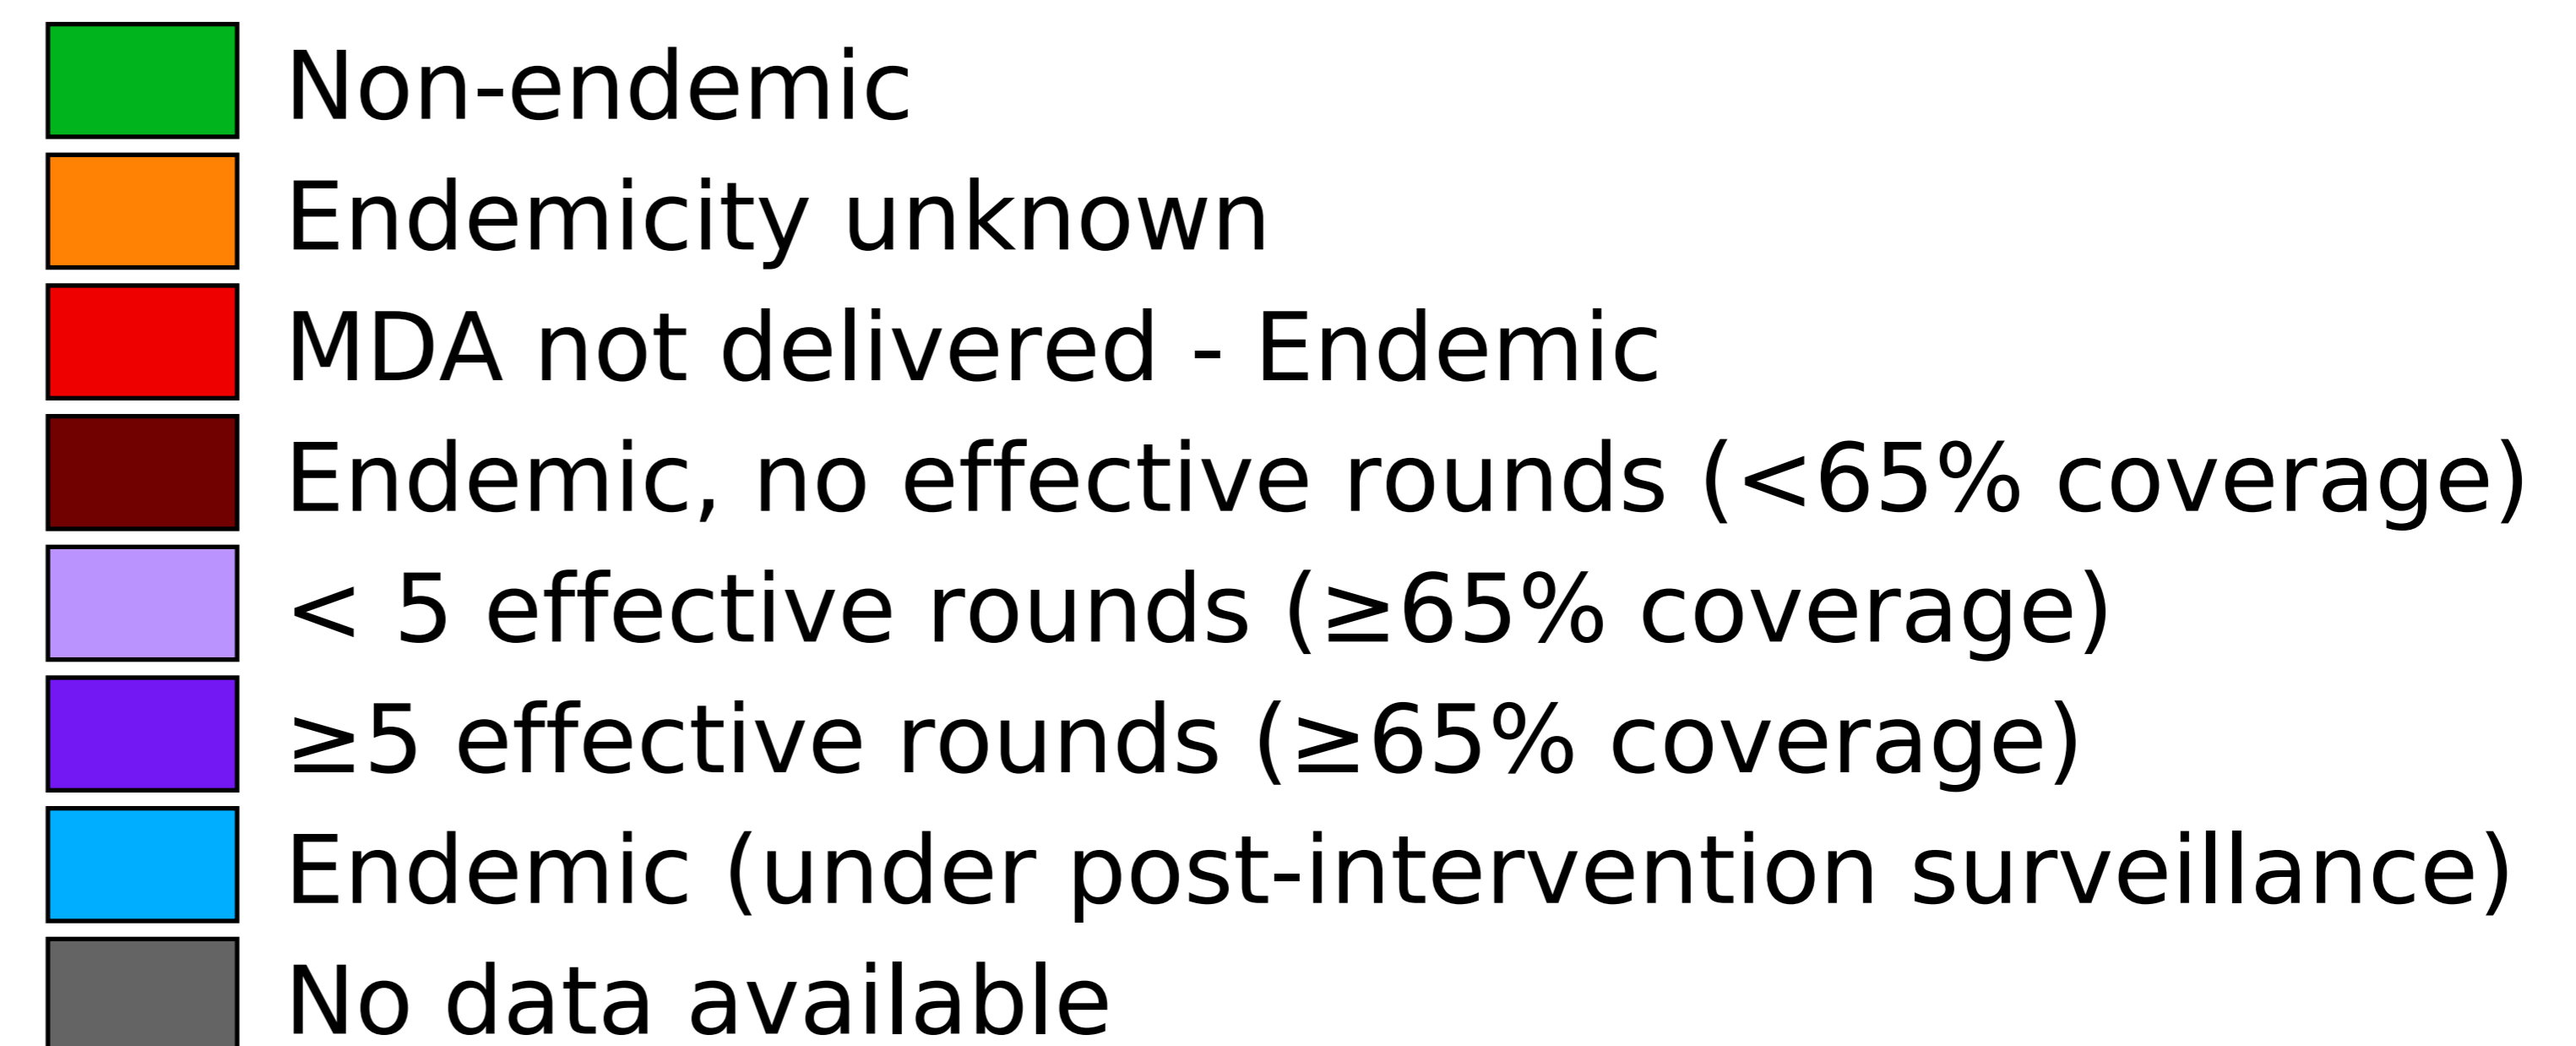 Non-endemic
Endemicity unknown
MDA not delivered - Endemic
Endemic, no effective rounds (<65% coverage)
< 5 effective rounds (≥65% coverage)
≥5 effective rounds (≥65% coverage)
Endemic (under post-intervention surveillance)
No data available